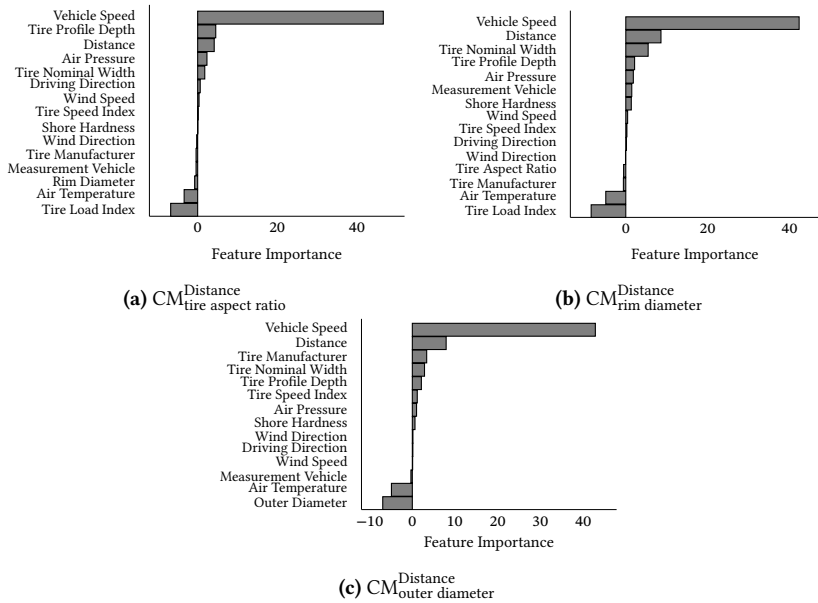 Vehicle Speed
Tire Profile Depth
Distance
Air Pressure
Tire Nominal Width
Driving Direction
Wind Speed
Tire Speed Index
Shore Hardness
Wind Direction
Tire Manufacturer
Measurement Vehicle
Rim Diameter
Air Temperature
Tire Load Index
0 20 40
Feature Importance
(a) CM Distance tire aspect ratio
Vehicle Speed
Distance
Tire Nominal Width
Tire Profile Depth
Air Pressure
Measurement Vehicle
Shore Hardness
Wind Speed
Tire Speed Index
Driving Direction
Wind Direction
Tire Aspect Ratio
Tire Manufacturer
Air Temperature
Tire Load Index
0 20 40
Feature Importance
(b) CM Distance rim diameter
Vehicle Speed
Distance
Tire Manufacturer
Tire Nominal Width
Tire Profile Depth
Tire Speed Index
Air Pressure
Shore Hardness
Wind Direction
Driving Direction
Wind Speed
Measurement Vehicle
Air Temperature
Outer Diameter
−10 0 10 20 30 40
Feature Importance
(c) CM Distance outer diameter